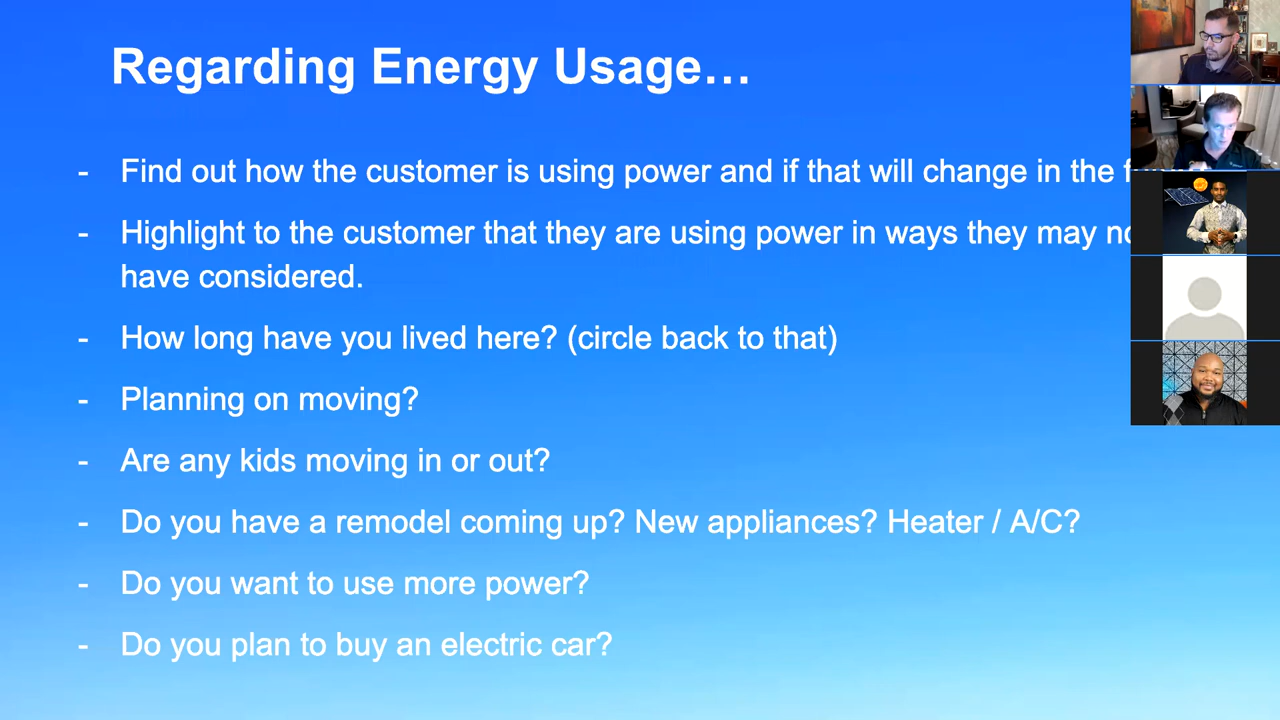 Regarding Energy Usage…
- Find out how the customer is using power and if that will change in the
- Highlight to the customer that they are using power in ways they may
have considered.
- How long have you lived here? (circle back to that)
- Planning on moving?
- Are any kids moving in or out?
- Do you have a remodel coming up? New appliances? Heater / A/C?
- Do you want to use more power?
- Do you plan to buy an electric car?